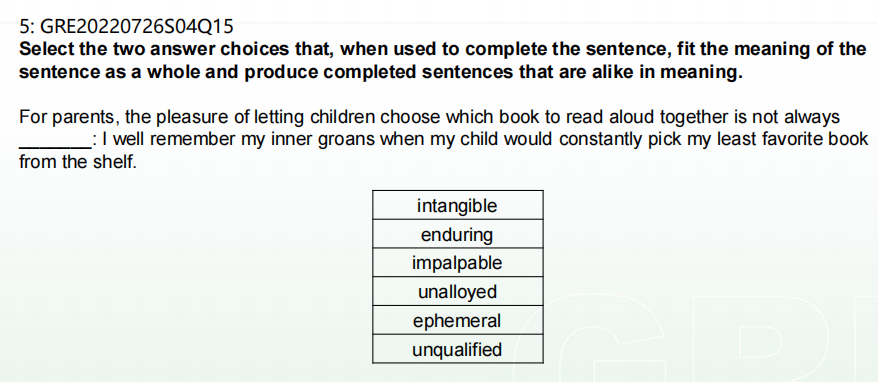 5: GRE20220726S04Q15
Select the two answer choices that, when used to complete the sentence, fit the meaning of the
sentence as a whole and produce completed sentences that are alike in meaning.
For parents, the pleasure of letting children choose which book to read aloud together is not always
________: I well remember my inner groans when my child would constantly pick my least favorite book
from the shelf.
intangible
enduring
impalpable
unalloyed
ephemeral
unqualified